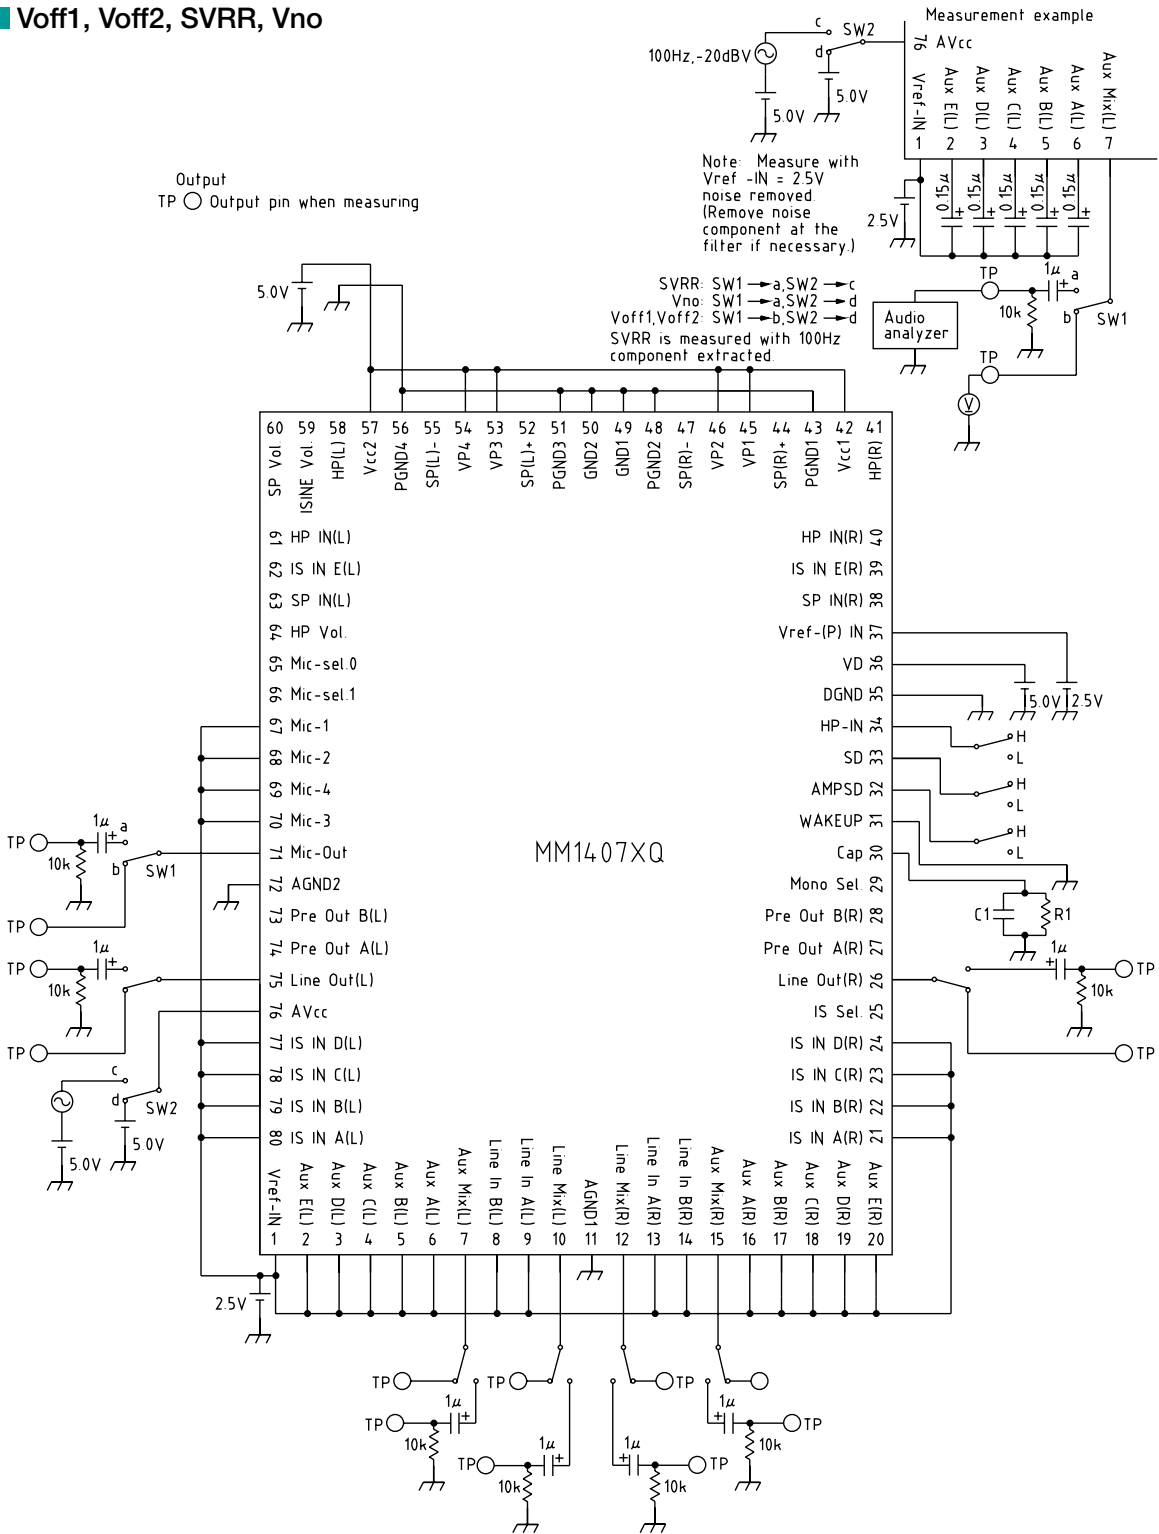 Voff1, Voff2, SVRR, Vno
Measurement example
c
SW2
d
100Hz,-20dBV
5.0V
5.0V
76 AVcc
Vref-IN
Aux E(L)
Aux D(L)
Aux C(L)
Aux B(L)
Aux A(L)
Aux Mix(L)
1 2 3 4 5 6 7
Note: Measure with
Vref -IN = 2.5V
noise removed.
(Remove noise
component at the
filter if necessary.)
2.5V
0.15μ
0.15μ
0.15μ
0.15μ
0.15μ
+ + + + +
Output
TP Output pin when measuring
SVRR: SW1 → a,SW2 → c
Vno: SW1 → a,SW2 → d
Voff1,Voff2: SW1 → b,SW2 → d
SVRR is measured with 100Hz
component extracted.
TP
1μ
+
a
b
SW1
10k
Audio
analyzer
TP
V
5.0V
60 59 58 57 56 55 54 53 52 51 50 49 48 47 46 45 44 43 42 41
SP Vol.
ISINE Vol.
HP(L)
Vcc2
PGND4
SP(L)-
VP4
VP3
SP(L)+
PGND3
GND2
GND1
PGND2
SP(R)-
VP2
VP1
SP(R)+
PGND1
Vcc1
HP(R)
61 HP IN(L)
62 IS IN E(L)
63 SP IN(L)
64 HP Vol.
65 Mic-sel.0
66 Mic-sel.1
67 Mic-1
68 Mic-2
69 Mic-4
70 Mic-3
71 Mic-Out
72 AGND2
73 Pre Out B(L)
74 Pre Out A(L)
75 Line Out(L)
76 AVcc
77 IS IN D(L)
78 IS IN C(L)
79 IS IN B(L)
80 IS IN A(L)
MM1407XQ
HP IN(R) 40
IS IN E(R) 39
SP IN(R) 38
Vref-(P) IN 37
VD 36
DGND 35
HP-IN 34
SD 33
AMPSD 32
WAKEUP 31
Cap 30
Mono Sel. 29
Pre Out B(R) 28
Pre Out A(R) 27
Line Out(R) 26
IS Sel. 25
IS IN D(R) 24
IS IN C(R) 23
IS IN B(R) 22
IS IN A(R) 21
5.0V
2.5V
H
L
H
L
H
L
C1
R1
1μ
+
TP
10k
TP
TP
1μ
+
a
10k
b
SW1
TP
TP
1μ
+
10k
TP
c
d
SW2
5.0V
5.0V
Vref-IN
Aux E(L)
Aux D(L)
Aux C(L)
Aux B(L)
Aux A(L)
Aux Mix(L)
Line In B(L)
Line In A(L)
Line Mix(L)
AGND1
Line Mix(R)
Line In A(R)
Line In B(R)
Aux Mix(R)
Aux A(R)
Aux B(R)
Aux C(R)
Aux D(R)
Aux E(R)
1 2 3 4 5 6 7 8 9 10 11 12 13 14 15 16 17 18 19 20
2.5V
TP
TP
TP
1μ
+
TP
10k
TP
1μ
+
10k
1μ
+
TP
10k
1μ
+
TP
10k